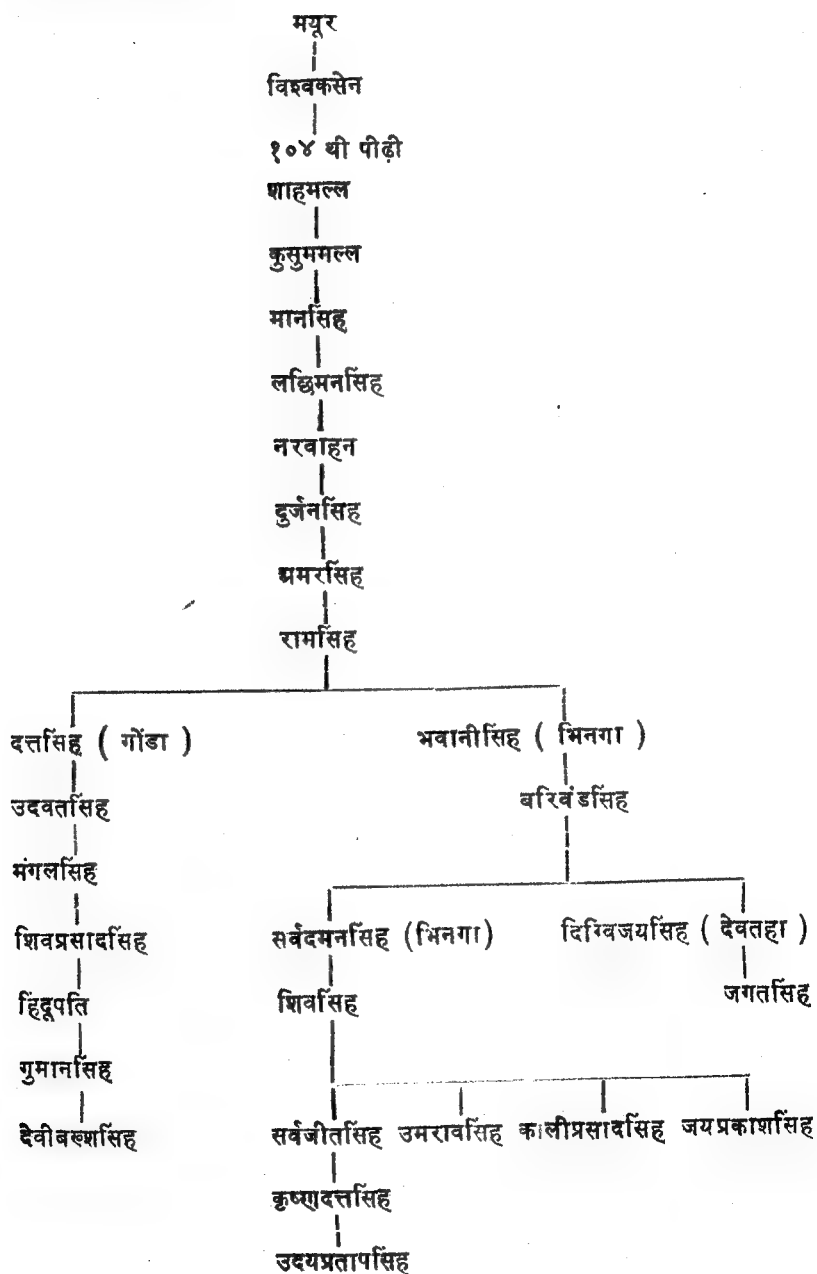 मयूर
विश्वकसेन
१०४ थी पीढ़ी
शाहमल्ल
कुसुममल्ल
मानसिंह
लछिमनसिंह
नरवाहन
दुर्जनसिंह
अमरसिंह
रामसिंह
दत्तसिंह ( गोंडा ) भवानीसिंह ( भिनगा )
उदवतसिंह बरिवंडसिंह
मंगलसिंह
शिवप्रसादसिंह सर्वदमनसिंह (भिनगा) दिग्विजयसिंह ( देवतहा )
हिंदूपति शिवसिंह जगतसिंह
गुमानसिंह
देवीबख्शसिंह सर्वजीतसिंह उमरावसिंह कालीप्रसादसिंह जयप्रकाशसिंह
कृष्णदत्तसिंह
उदयप्रतापसिंह